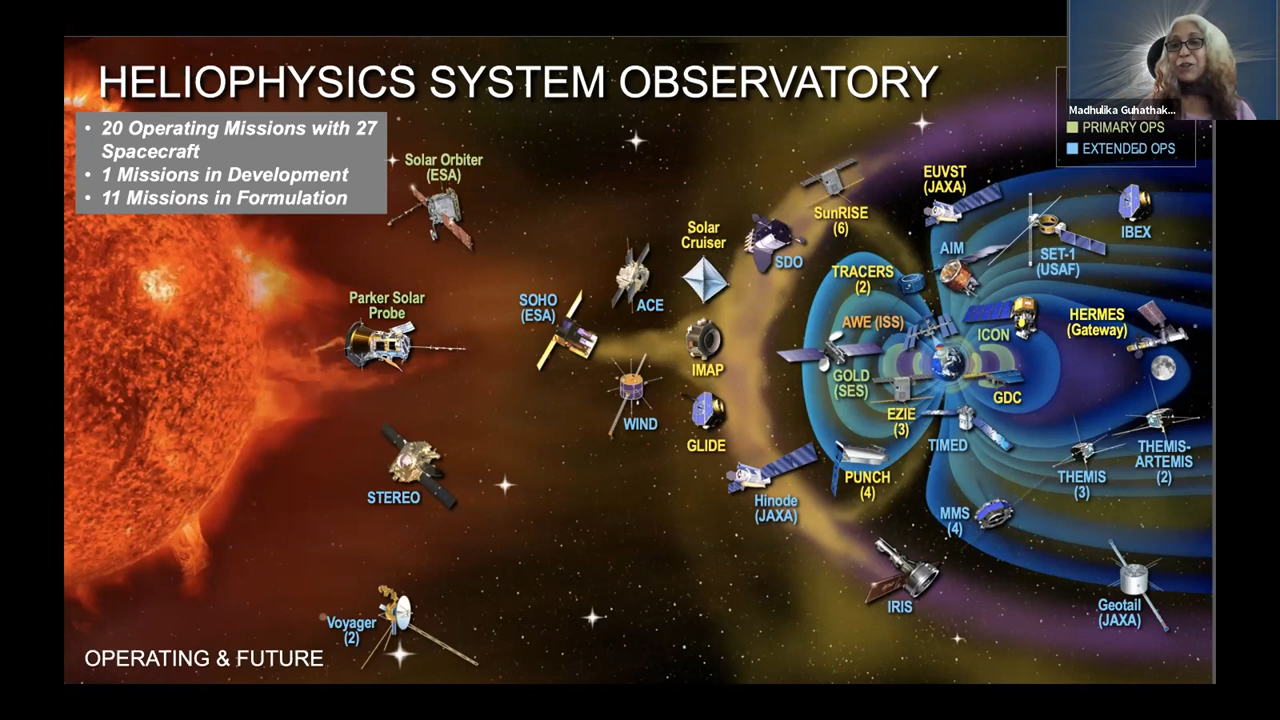 HELIOPHYSICS SYSTEM OBSERVATORY
• 20 Operating Missions with 27
Spacecraft
• 1 Missions in Development
• 11 Missions in Formulation
Madhulika Guhathak...
PRIMARY OPS
EXTENDED OPS
Solar Orbiter
(ESA)
Parker Solar
Probe
STEREO
Voyager
(2)
SOHO
(ESA)
ACE
WIND
Solar
Cruiser
IMAP
GLIDE
SDO
SunRISE
(6)
Hinode
(JAXA)
EUVST
(JAXA)
AIM
SET-1
(USAF)
IBEX
TRACERS
(2)
AWE (ISS)
ICON
HERMES
(Gateway)
GOLD
(SES)
GDC
EZIE
(3)
TIMED
PUNCH
(4)
THEMIS
(3)
THEMIS-
ARTEMIS
(2)
MMS
(4)
IRIS
Geotail
(JAXA)
OPERATING & FUTURE